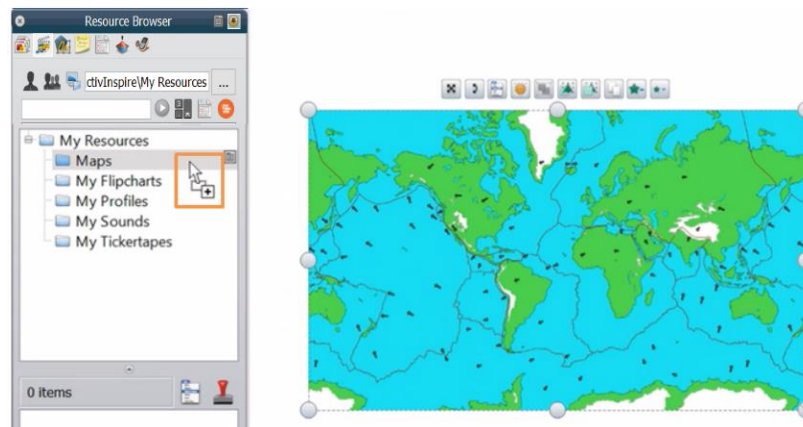 Resource Browser
ctivInspire\My Resources
...
My Resources
Maps
My Flipcharts
My Profiles
My Sounds
My Tickertapes
0 items